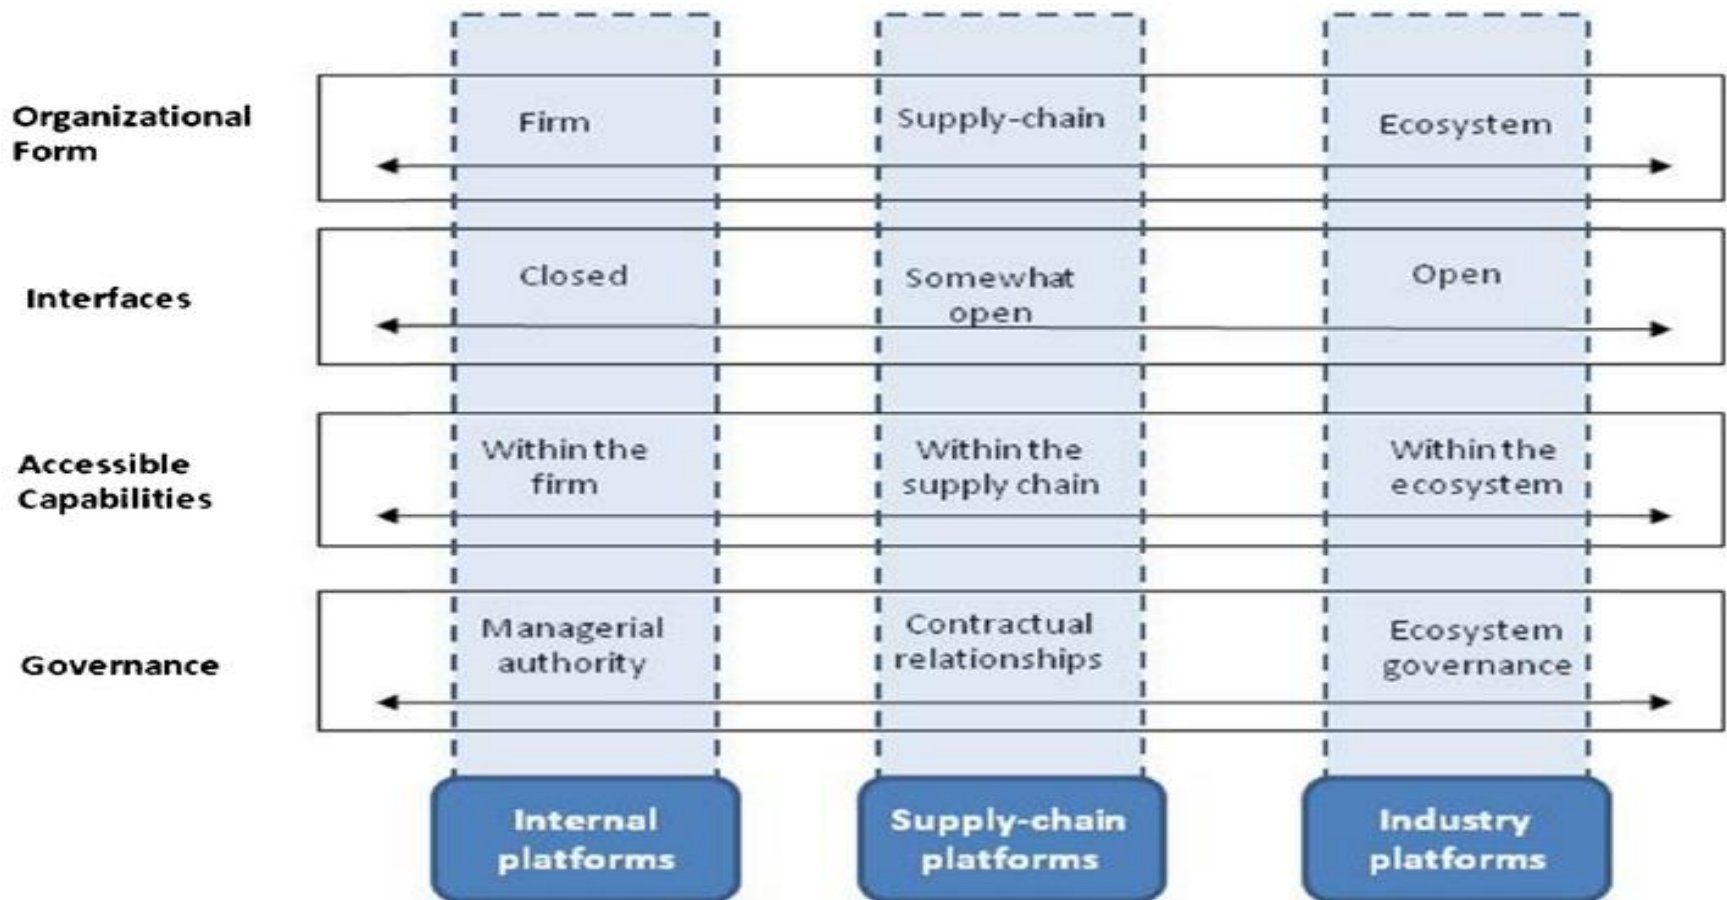 Organizational
Form
Firm
Supply-chain
Ecosystem
Interfaces
Closed
Somewhat
open
Open
Accessible
Capabilities
Within the
firm
Within the
supply chain
Within the
ecosystem
Governance
Managerial
authority
Contractual
relationships
Ecosystem
governance
Internal
platforms
Supply-chain
platforms
Industry
platforms